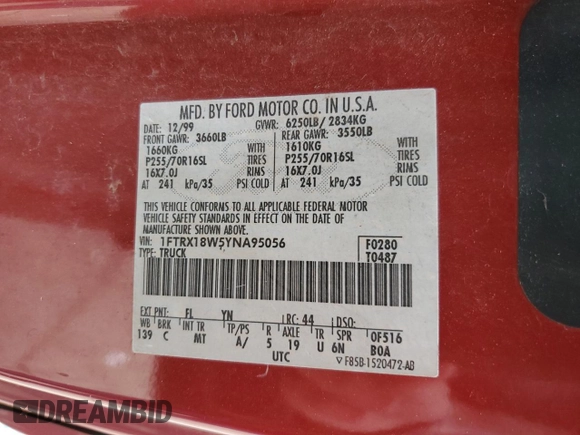 MFD. BY FORD MOTOR CO. IN U.S.A.
DATE: 12/99 GVWR: 6250LB/ 2834KG
FRONT GAWR: 3660LB REAR GAWR: 3550LB
1660KG WITH 1610KG WITH
P255/70R16SL TIRES P255/70R16SL TIRES
16X7.0J RIMS 16X7.0J RIMS
AT 241 kPa/35 PSI COLD AT 241 kPa/35 PSI COLD
THIS VEHICLE CONFORMS TO ALL APPLICABLE FEDERAL MOTOR
VEHICLE SAFETY STANDARDS IN EFFECT ON THE DATE OF
MANUFACTURE SHOWN ABOVE.
VIN: 1FTRX18W5YNA95056 F0280
TYPE: TRUCK T0487
EXT PNT: FL YN RC: 44 DSO:
WB BRK INT TR TP/PS R AXLE TR SPR 0F516
139 C MT A/ 5 19 U 6N BOA
UTC F85B-1520472-AB
DREAMBID